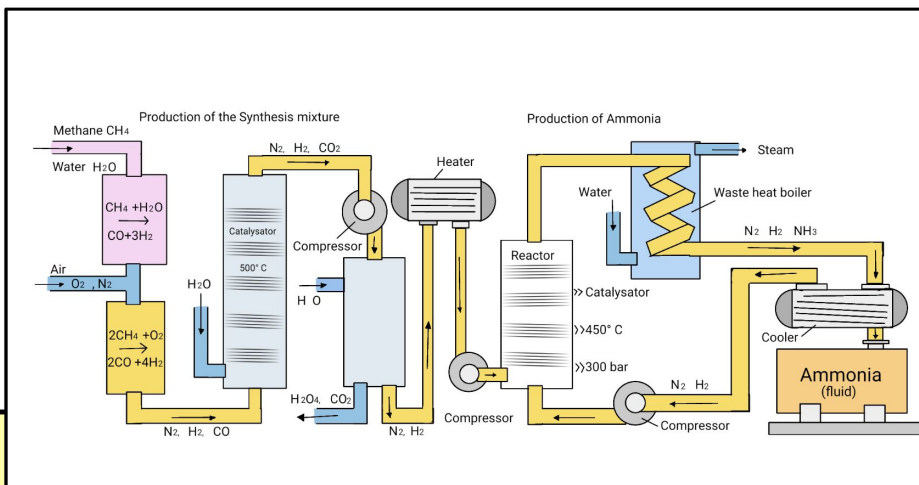 Production of the Synthesis mixture
Production of Ammonia
Methane CH4
Water H2O
CH4 +H2O
CO+3H2
Air
O2 , N2
2CH4 +O2
2CO +4H2
N2, H2, CO
H2O
Catalysator
500° C
N2, H2, CO2
Compressor
H O
H2O4, CO2
N2, H2
Heater
Compressor
Reactor
Catalysator
450° C
300 bar
Water
Steam
Waste heat boiler
N2 H2 NH3
Cooler
N2 H2
Compressor
Ammonia
(fluid)